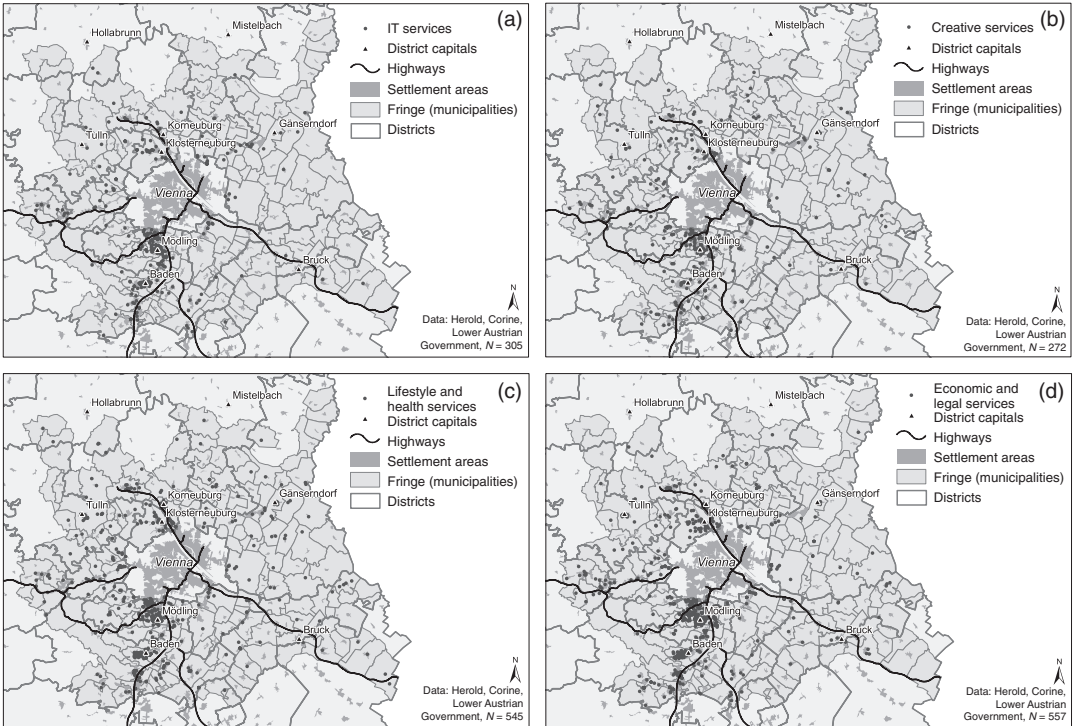 (a)
Mistelbach
Hollabrunn
IT services
District capitals
Highways
Settlement areas
Fringe (municipalities)
Districts
Korneuburg
Gänserndorf
Tulln
Klosterneuburg
Vienna
Mödling
Bruck
Baden
N
Data: Herold, Corine,
Lower Austrian
Government, N = 305
(b)
Mistelbach
Hollabrunn
Creative services
District capitals
Highways
Settlement areas
Fringe (municipalities)
Districts
Korneuburg
Gänserndorf
Tulln
Klosterneuburg
Vienna
Mödling
Bruck
Baden
N
Data: Herold, Corine,
Lower Austrian
Government, N = 272
(c)
Mistelbach
Hollabrunn
Lifestyle and
health services
District capitals
Highways
Settlement areas
Fringe (municipalities)
Districts
Korneuburg
Gänserndorf
Tulln
Klosterneuburg
Vienna
Mödling
Bruck
Baden
N
Data: Herold, Corine,
Lower Austrian
Government, N = 545
(d)
Mistelbach
Hollabrunn
Economic and
legal services
District capitals
Highways
Settlement areas
Fringe (municipalities)
Districts
Korneuburg
Gänserndorf
Tulln
Klosterneuburg
Vienna
Mödling
Bruck
Baden
N
Data: Herold, Corine,
Lower Austrian
Government, N = 557